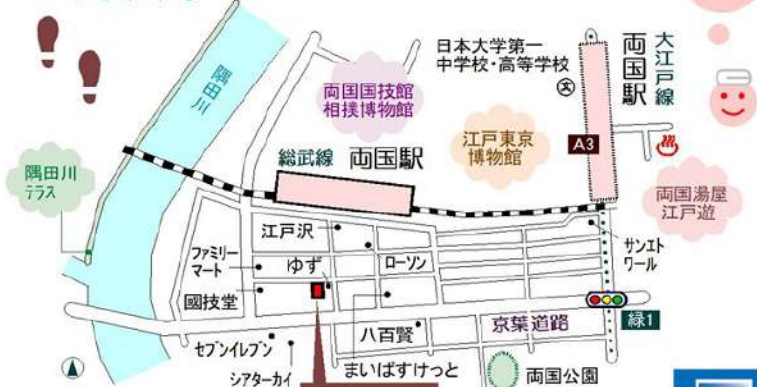 隅田川
両国国技館
相撲博物館
日本大学第一
中学校・高等学校
文
両国駅
大江戸線
隅田川
テラス
総武線 両国駅
江戸東京
博物館
A3
両国湯屋
江戸遊
江戸沢
ファミリー
マート
ゆず
ローソン
サンエト
ワール
國技堂
八百賢
京葉道路
緑1
セブンイレブン
シアターカイ
まいばすけっと
両国公園